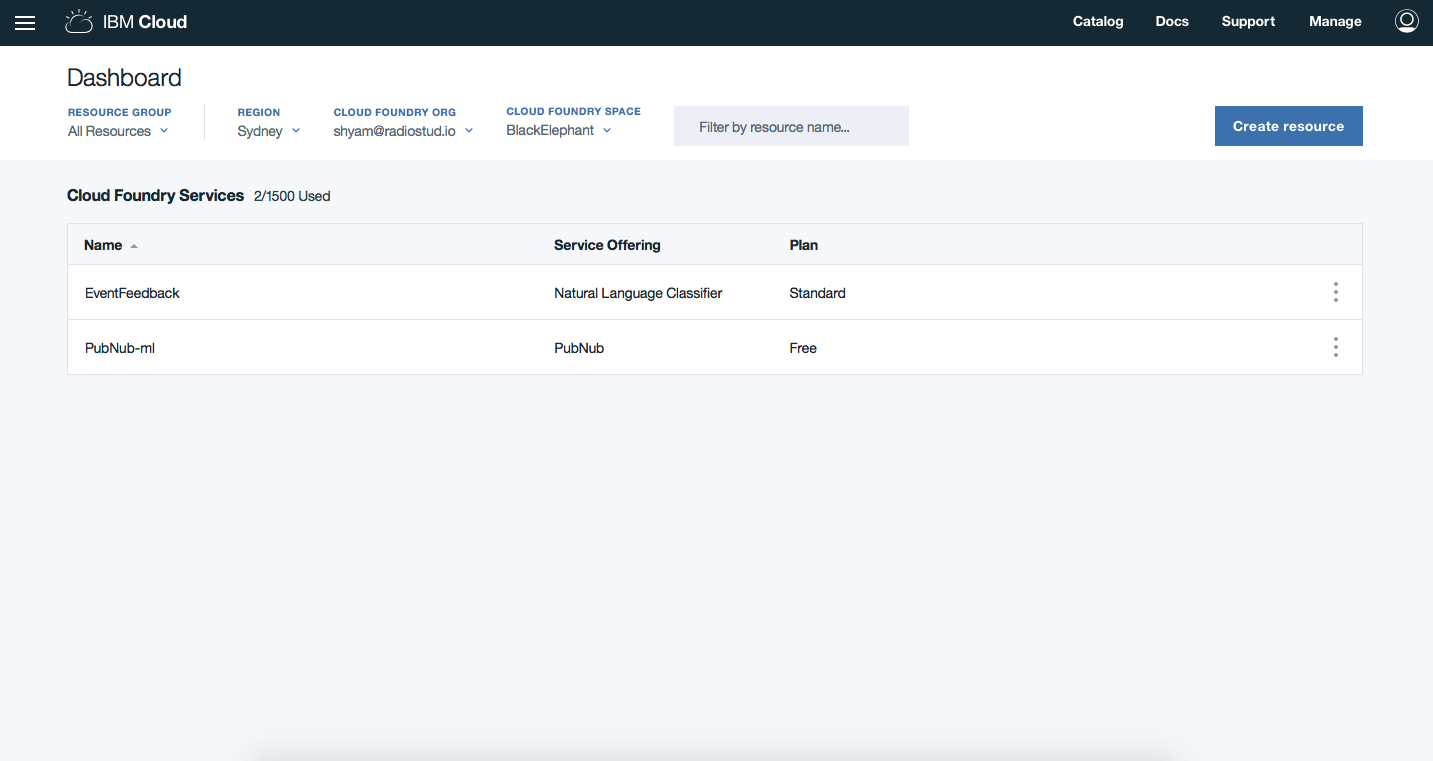 IBM Cloud Catalog Docs Support Manage
Dashboard
RESOURCE GROUP REGION CLOUD FOUNDRY ORG CLOUD FOUNDRY SPACE
All Resources Sydney shyam@radiostud.io BlackElephant Filter by resource name... Create resource
Cloud Foundry Services 2/1500 Used
Name Service Offering Plan
EventFeedback Natural Language Classifier Standard
PubNub-ml PubNub Free